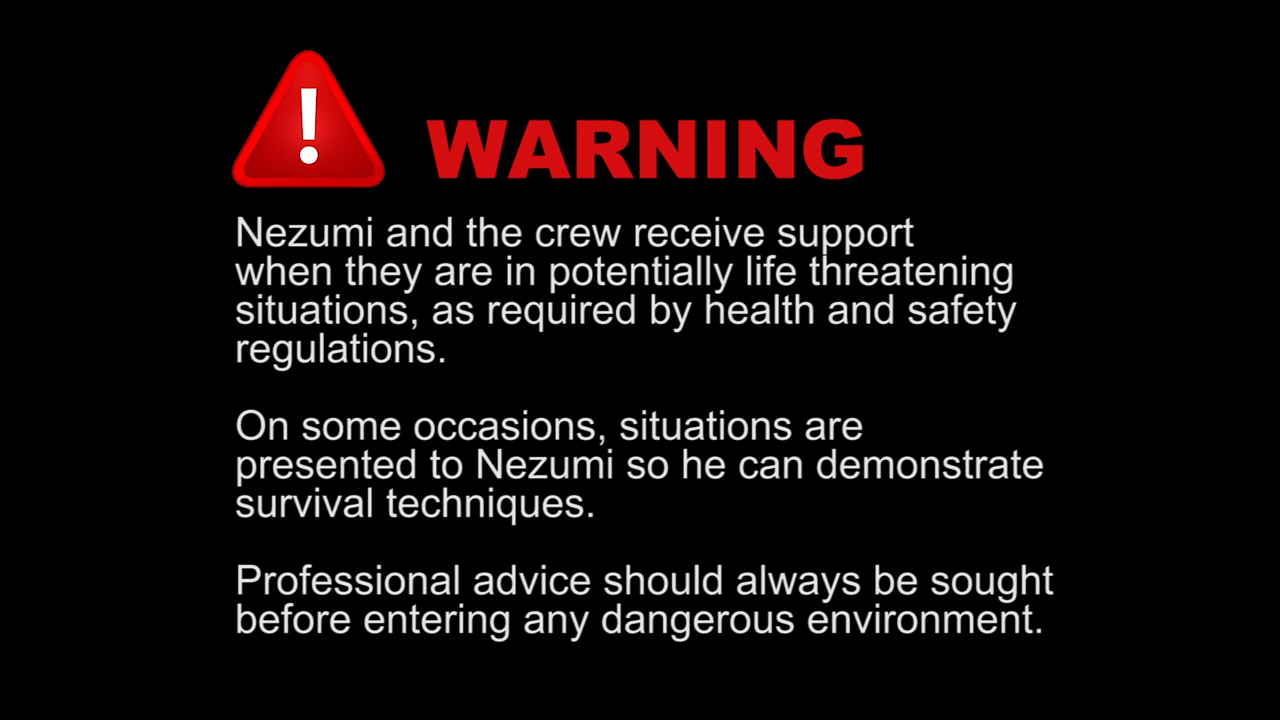 !
WARNING
Nezumi and the crew receive support
when they are in potentially life threatening
situations, as required by health and safety
regulations.
On some occasions, situations are
presented to Nezumi so he can demonstrate
survival techniques.
Professional advice should always be sought
before entering any dangerous environment.